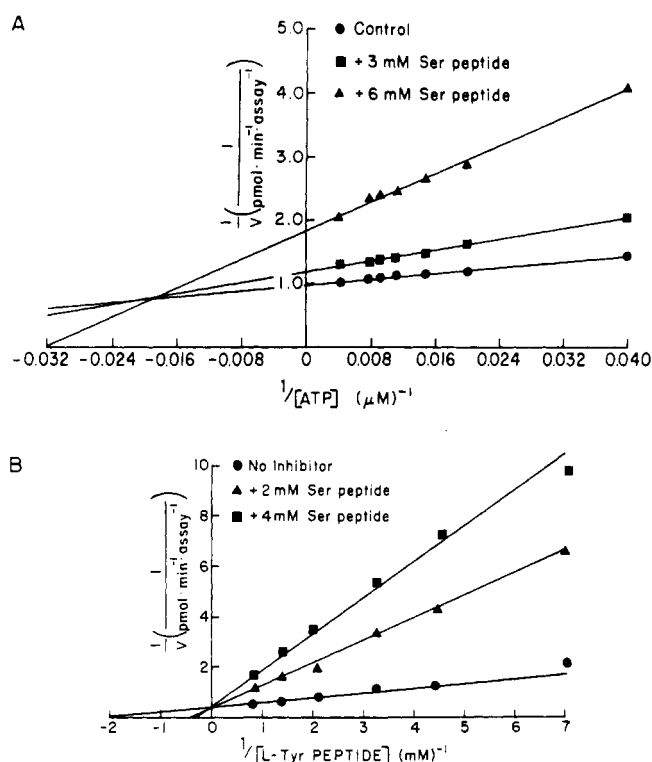 A
5.0
4.0
3.0
2.0
1.0
● Control
■ +3 mM Ser peptide
▲ +6 mM Ser peptide
1/V (1/pmol·min⁻¹·assay⁻¹)
-0.032 -0.024 -0.016 -0.008 0 0.008 0.016 0.024 0.032 0.040
1/[ATP] (μM)⁻¹
B
10
8
6
4
2
● No Inhibitor
▲ +2mM Ser peptide
■ +4mM Ser peptide
1/V (1/pmol·min⁻¹·assay⁻¹)
-2 -1 0 1 2 3 4 5 6 7
1/[L-Tyr PEPTIDE] (mM)⁻¹